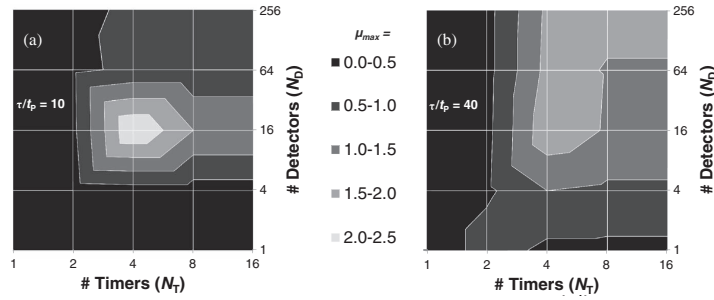 (a)
τ/tP = 10
256
64
16
4
1
# Detectors (ND)
1 2 4 8 16
# Timers (NT)
μmax =
0.0-0.5
0.5-1.0
1.0-1.5
1.5-2.0
2.0-2.5
(b)
τ/tP = 40
256
64
16
4
1
# Detectors (ND)
1 2 4 8 16
# Timers (NT)